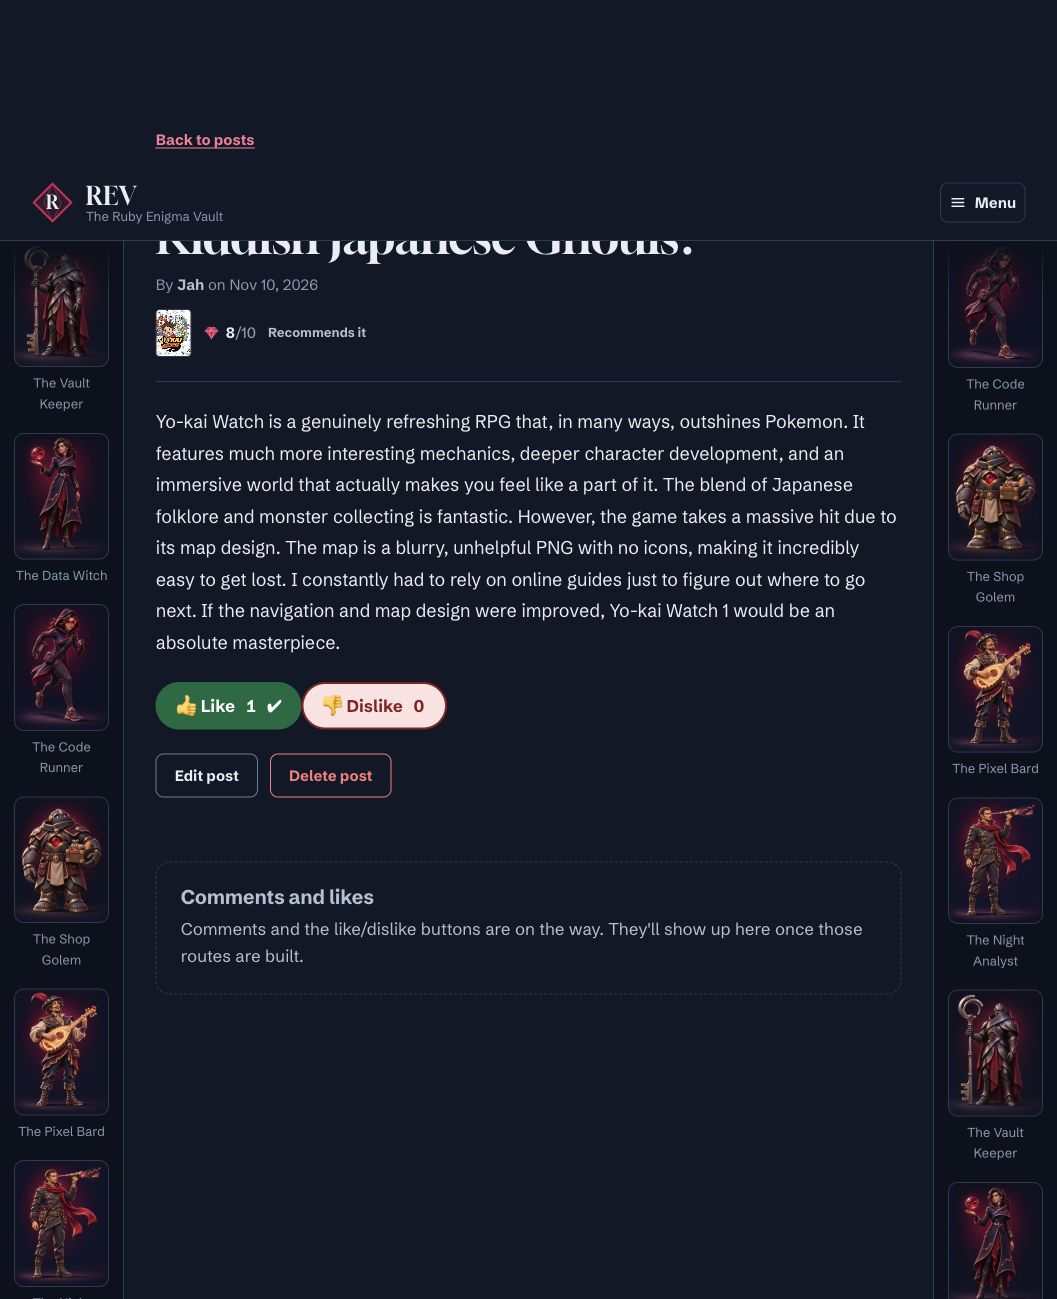 Back to posts
R
REV
The Ruby Enigma Vault
Menu
Kiddish Japanese Ghouls?
By Jah on Nov 10, 2026
8/10 Recommends it
Yo-kai Watch is a genuinely refreshing RPG that, in many ways, outshines Pokemon. It
features much more interesting mechanics, deeper character development, and an
immersive world that actually makes you feel like a part of it. The blend of Japanese
folklore and monster collecting is fantastic. However, the game takes a massive hit due to
its map design. The map is a blurry, unhelpful PNG with no icons, making it incredibly
easy to get lost. I constantly had to rely on online guides just to figure out where to go
next. If the navigation and map design were improved, Yo-kai Watch 1 would be an
absolute masterpiece.
👍 Like 1 ✔
👎 Dislike 0
Edit post
Delete post
Comments and likes
Comments and the like/dislike buttons are on the way. They'll show up here once those
routes are built.
The Vault
Keeper
The Data Witch
The Code
Runner
The Shop
Golem
The Pixel Bard
The Code
Runner
The Shop
Golem
The Pixel Bard
The Night
Analyst
The Vault
Keeper